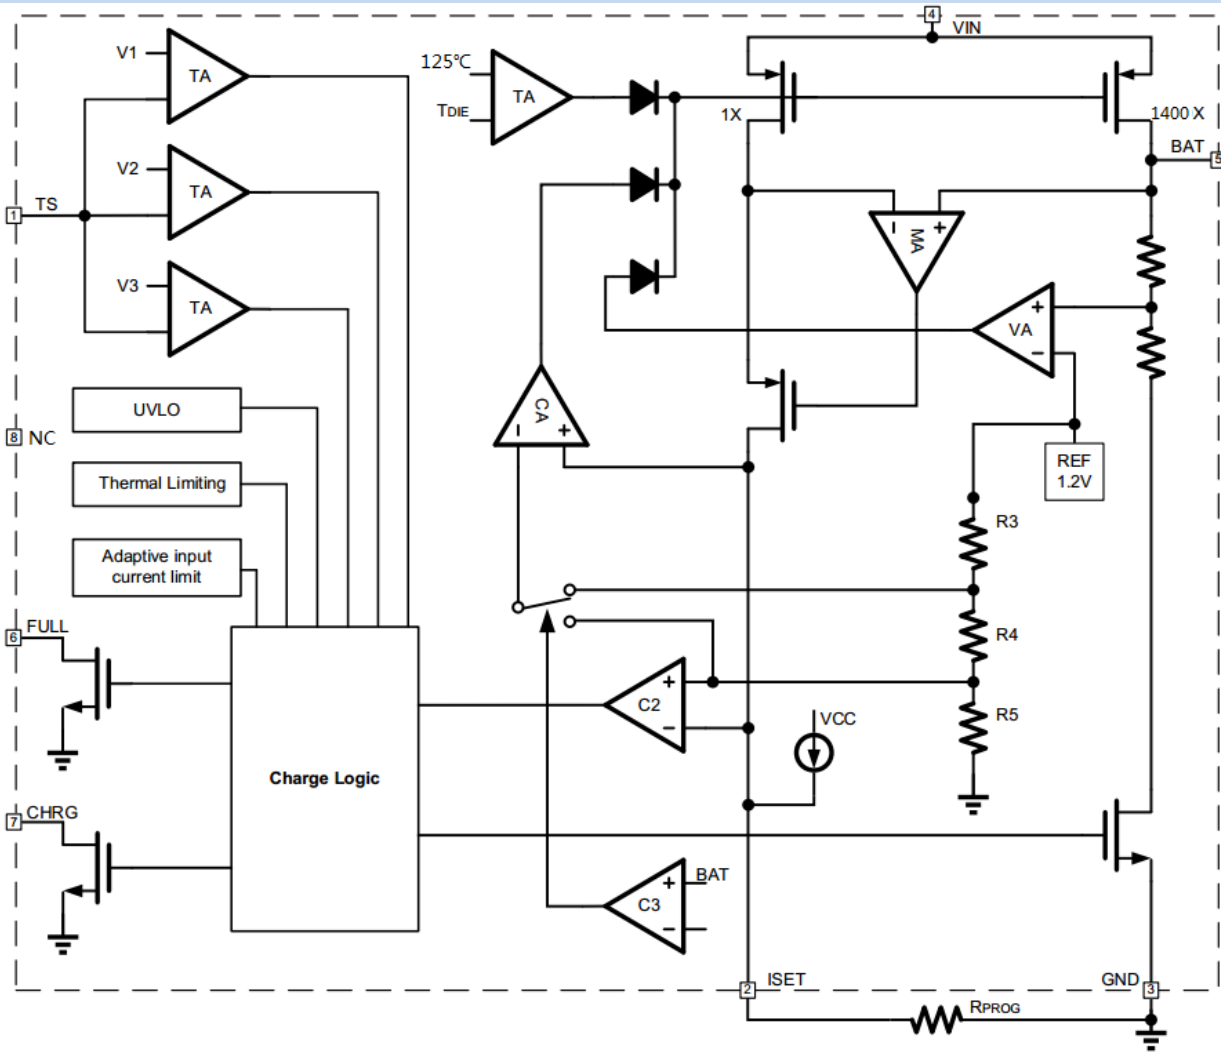 4
VIN
V1
TA
125℃
TDIE
TA
1X
1400 X
BAT
5
V2
TA
1
TS
- +
MA
V3
TA
+
VA
-
UVLO
CA
- +
8
NC
REF
1.2V
Thermal Limiting
R3
Adaptive input
current limit
6
FULL
R4
+
C2
-
R5
VCC
Charge Logic
7
CHRG
BAT
+
C3
-
2
ISET
GND
3
RPROG